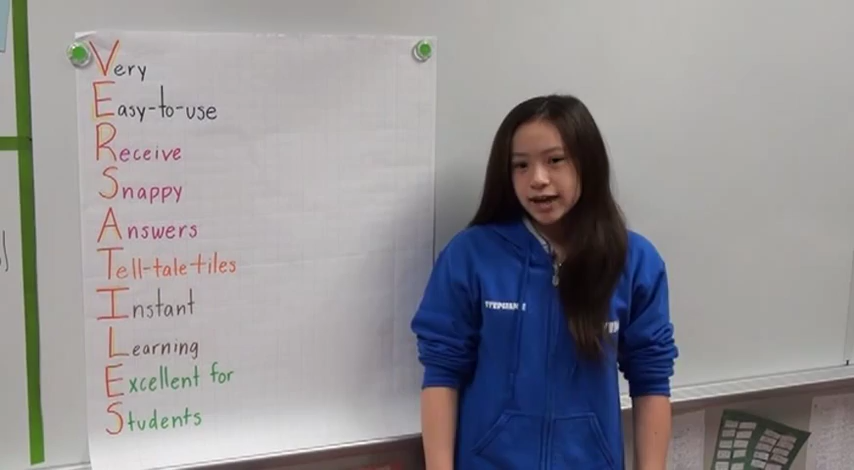 Very
Easy-to-use
Receive
Snappy
Answers
Tell-tale-tiles
Instant
Learning
Excellent for
Students